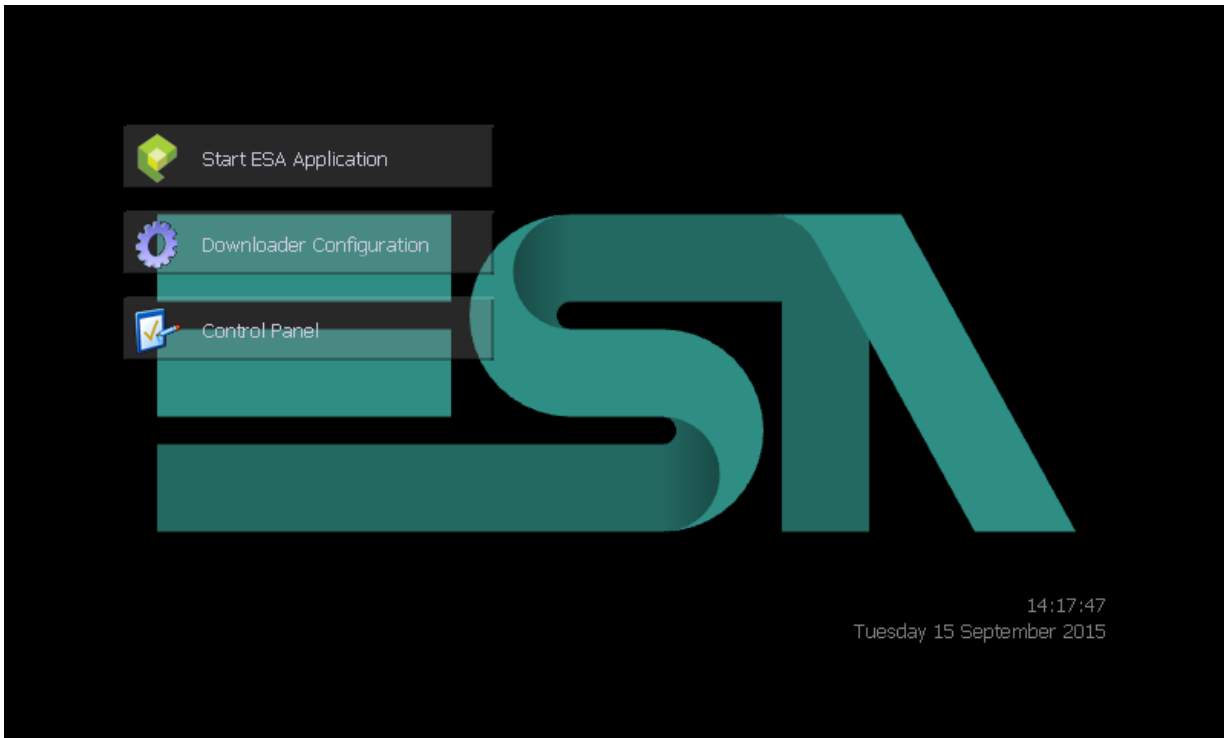 Start ESA Application
Downloader Configuration
Control Panel
ESA
14:17:47
Tuesday 15 September 2015